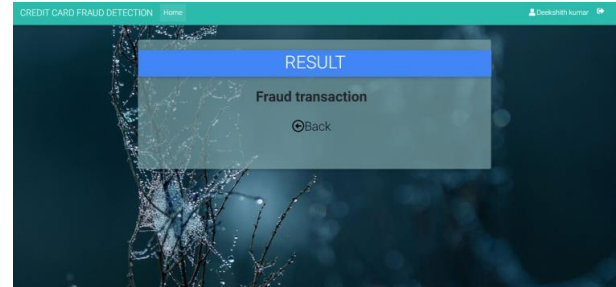 CREDIT CARD FRAUD DETECTION Home Deekshith kumar
RESULT
Fraud transaction
Back